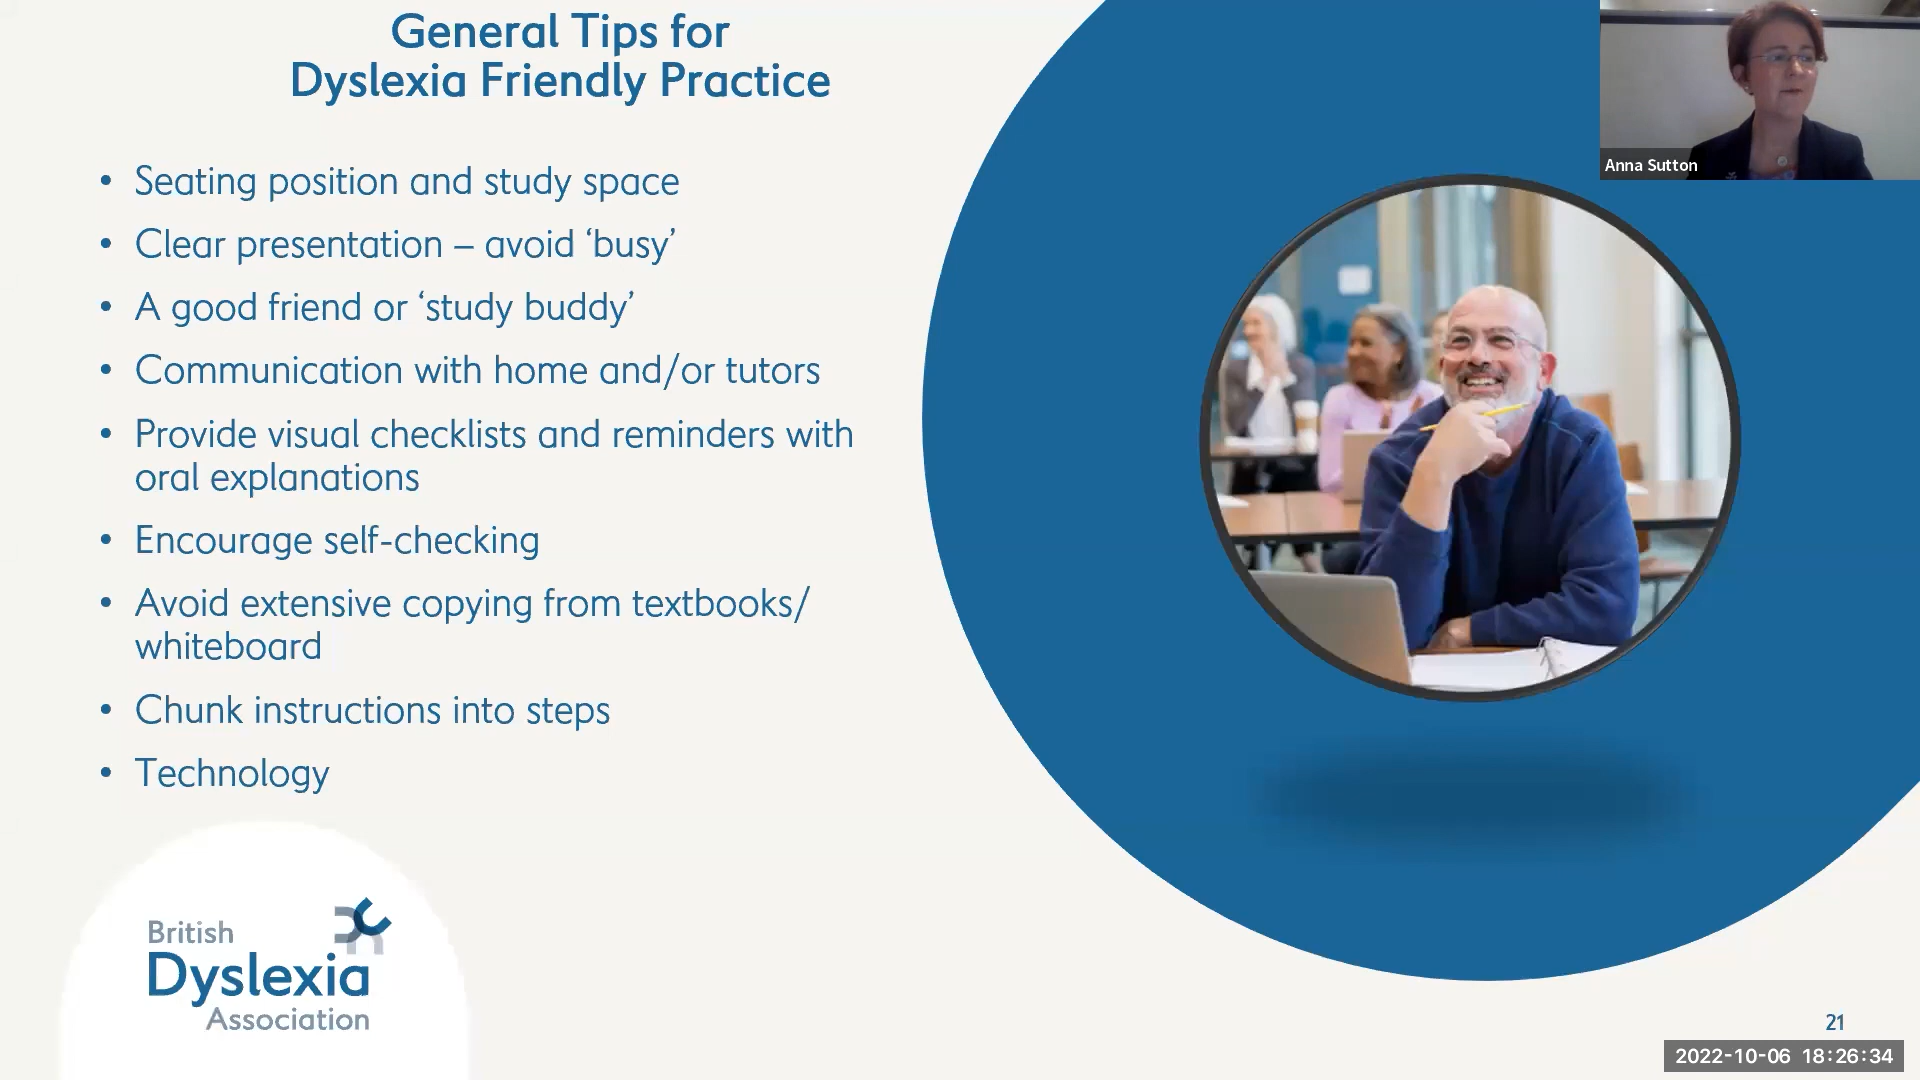 General Tips for
Dyslexia Friendly Practice
• Seating position and study space
• Clear presentation – avoid ‘busy’
• A good friend or ‘study buddy’
• Communication with home and/or tutors
• Provide visual checklists and reminders with
oral explanations
• Encourage self-checking
• Avoid extensive copying from textbooks/
whiteboard
• Chunk instructions into steps
• Technology
British
Dyslexia
Association
Anna Sutton
21
2022-10-06 18:26:34